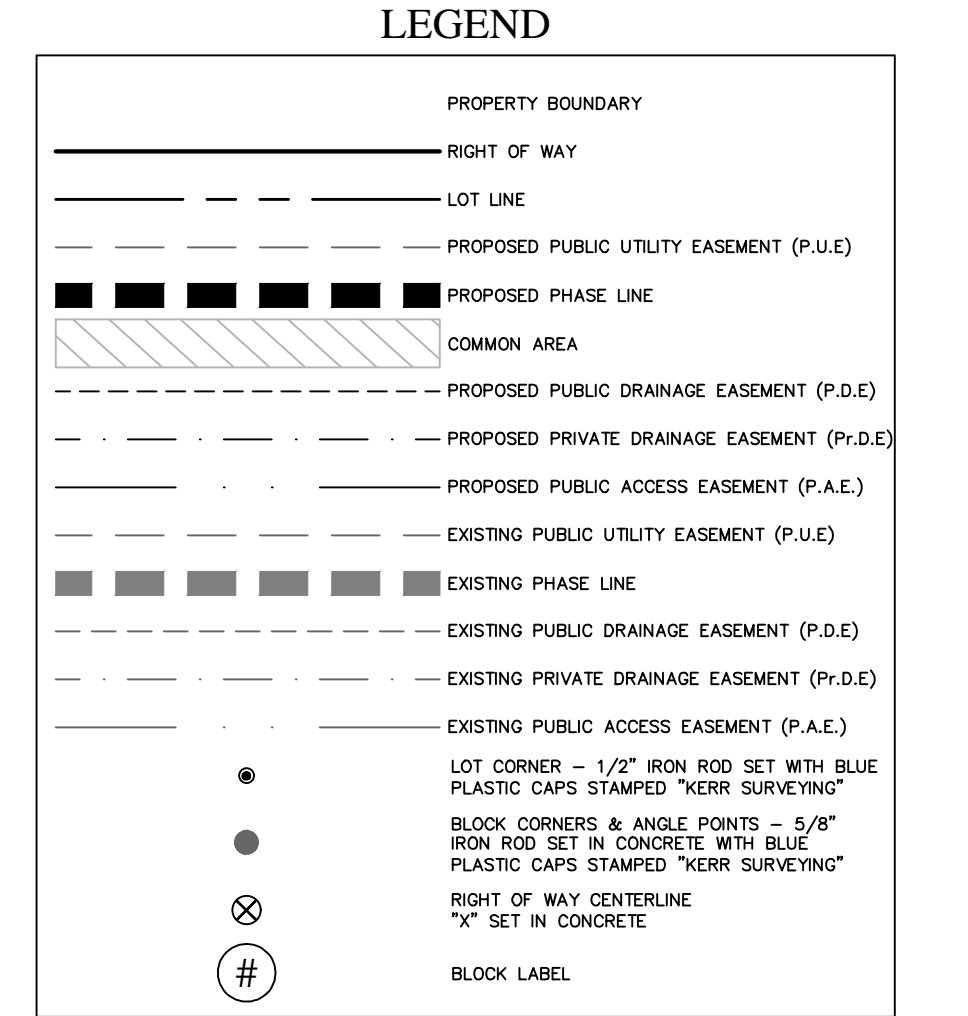 LEGEND
PROPERTY BOUNDARY
RIGHT OF WAY
LOT LINE
PROPOSED PUBLIC UTILITY EASEMENT (P.U.E)
PROPOSED PHASE LINE
COMMON AREA
PROPOSED PUBLIC DRAINAGE EASEMENT (P.D.E)
PROPOSED PRIVATE DRAINAGE EASEMENT (Pr.D.E)
PROPOSED PUBLIC ACCESS EASEMENT (P.A.E.)
EXISTING PUBLIC UTILITY EASEMENT (P.U.E)
EXISTING PHASE LINE
EXISTING PUBLIC DRAINAGE EASEMENT (P.D.E)
EXISTING PRIVATE DRAINAGE EASEMENT (Pr.D.E)
EXISTING PUBLIC ACCESS EASEMENT (P.A.E.)
LOT CORNER – 1/2" IRON ROD SET WITH BLUE
PLASTIC CAPS STAMPED "KERR SURVEYING"
BLOCK CORNERS & ANGLE POINTS – 5/8"
IRON ROD SET IN CONCRETE WITH BLUE
PLASTIC CAPS STAMPED "KERR SURVEYING"
RIGHT OF WAY CENTERLINE
"X" SET IN CONCRETE
# BLOCK LABEL